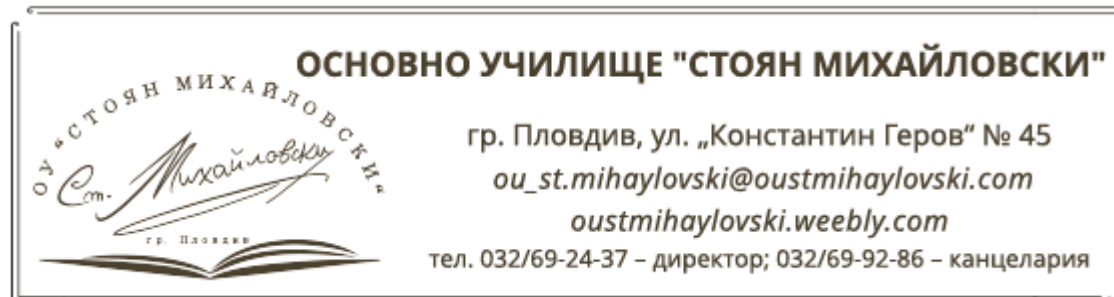 ОСНОВНО УЧИЛИЩЕ "СТОЯН МИХАЙЛОВСКИ"
ОУ "СТОЯН МИХАЙЛОВСКИ"
Ст. Михайловски
гр. Пловдив
гр. Пловдив, ул. „Константин Геров” № 45
ou_st.mihaylovski@oustmihaylovski.com
oustmihaylovski.weebly.com
тел. 032/69-24-37 – директор; 032/69-92-86 – канцелария